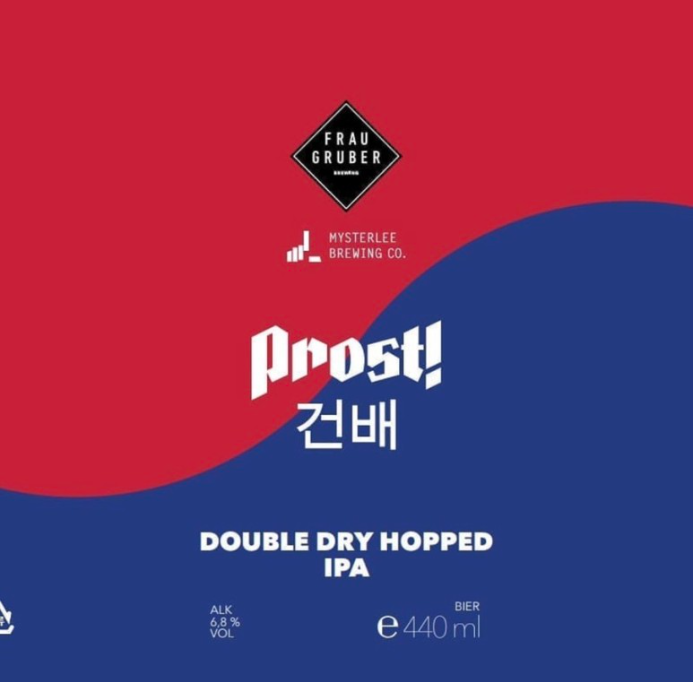 FRAU
GRUBER
BREWING
MYSTERLEE
BREWING CO.
Prost!
건배
DOUBLE DRY HOPPED
IPA
ALK
6,8 %
VOL
BIER
e 440 ml